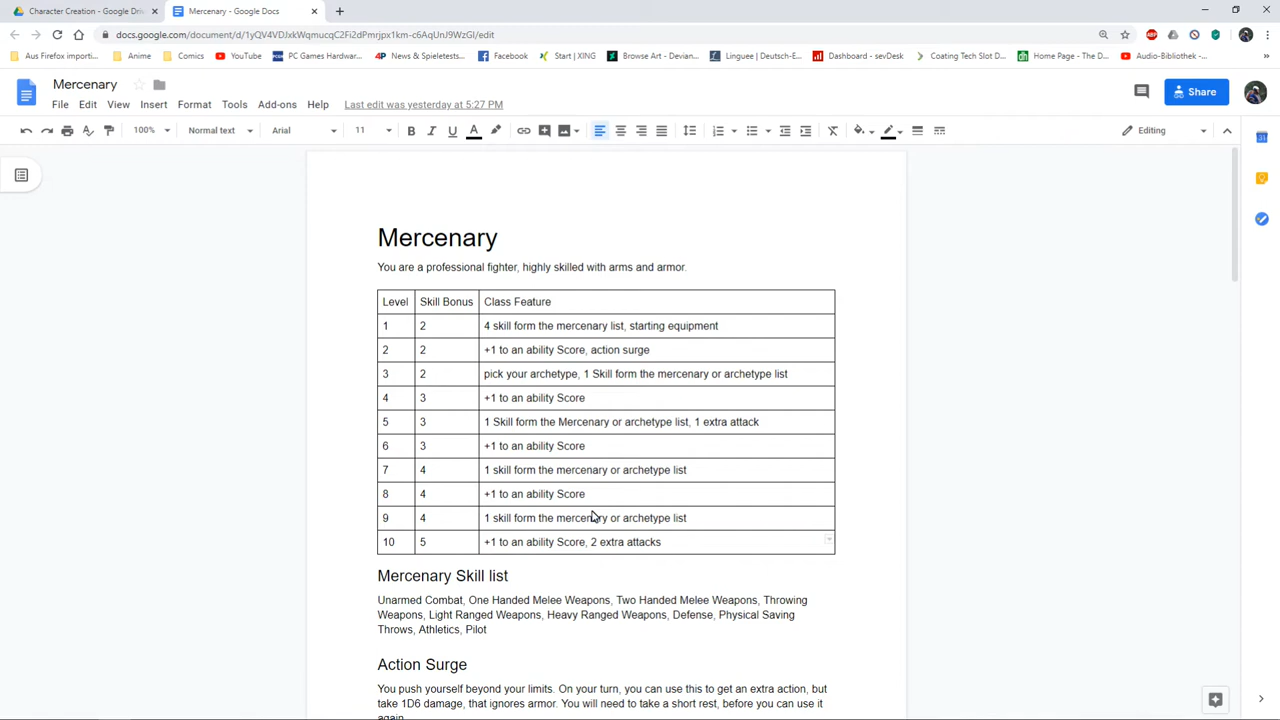 Character Creation - Google Driv
Mercenary - Google Docs
docs.google.com/document/d/1yQV4VDJxkWqmucqC2Fi2dPmrjpx1km-c6AqUnJ9WzGI/edit
Aus Firefox importi...
Anime
Comics
YouTube
PC Games Hardwar...
News & Spieletests...
Facebook
Start | XING
Browse Art - Devian...
Linguee | Deutsch-E...
Dashboard - sevDesk
Coating Tech Slot D...
Home Page - The D...
Audio-Bibliothek -...
Mercenary
File Edit View Insert Format Tools Add-ons Help Last edit was yesterday at 5:27 PM
Share
100% Normal text Arial 11 Editing
Mercenary
You are a professional fighter, highly skilled with arms and armor.
Level Skill Bonus Class Feature
1 2 4 skill form the mercenary list, starting equipment
2 2 +1 to an ability Score, action surge
3 2 pick your archetype, 1 Skill form the mercenary or archetype list
4 3 +1 to an ability Score
5 3 1 Skill form the Mercenary or archetype list, 1 extra attack
6 3 +1 to an ability Score
7 4 1 skill form the mercenary or archetype list
8 4 +1 to an ability Score
9 4 1 skill form the mercenary or archetype list
10 5 +1 to an ability Score, 2 extra attacks
Mercenary Skill list
Unarmed Combat, One Handed Melee Weapons, Two Handed Melee Weapons, Throwing
Weapons, Light Ranged Weapons, Heavy Ranged Weapons, Defense, Physical Saving
Throws, Athletics, Pilot
Action Surge
You push yourself beyond your limits. On your turn, you can use this to get an extra action, but
take 1D6 damage, that ignores armor. You will need to take a short rest, before you can use it
again